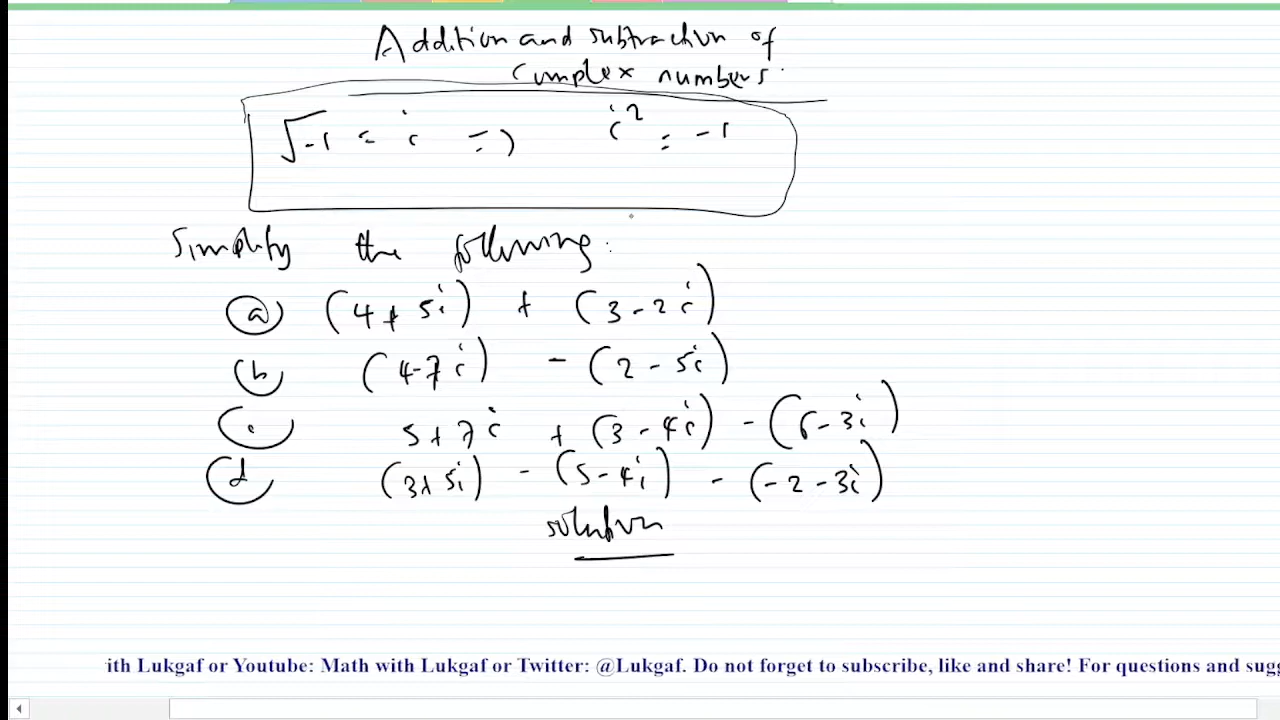 Addition and subtraction of
complex numbers.
√-1 = i => i² = -1
Simplify the following:
(a) (4 + 5i) + (3 - 2i)
(b) (4 - 7i) - (2 - 5i)
(c) 5 + 7i + (3 - 4i) - (6 - 3i)
(d) (3 + 5i) - (5 - 4i) - (-2 - 3i)
solution
ith Lukgaf or Youtube: Math with Lukgaf or Twitter: @Lukgaf. Do not forget to subscribe, like and share! For questions and sugg